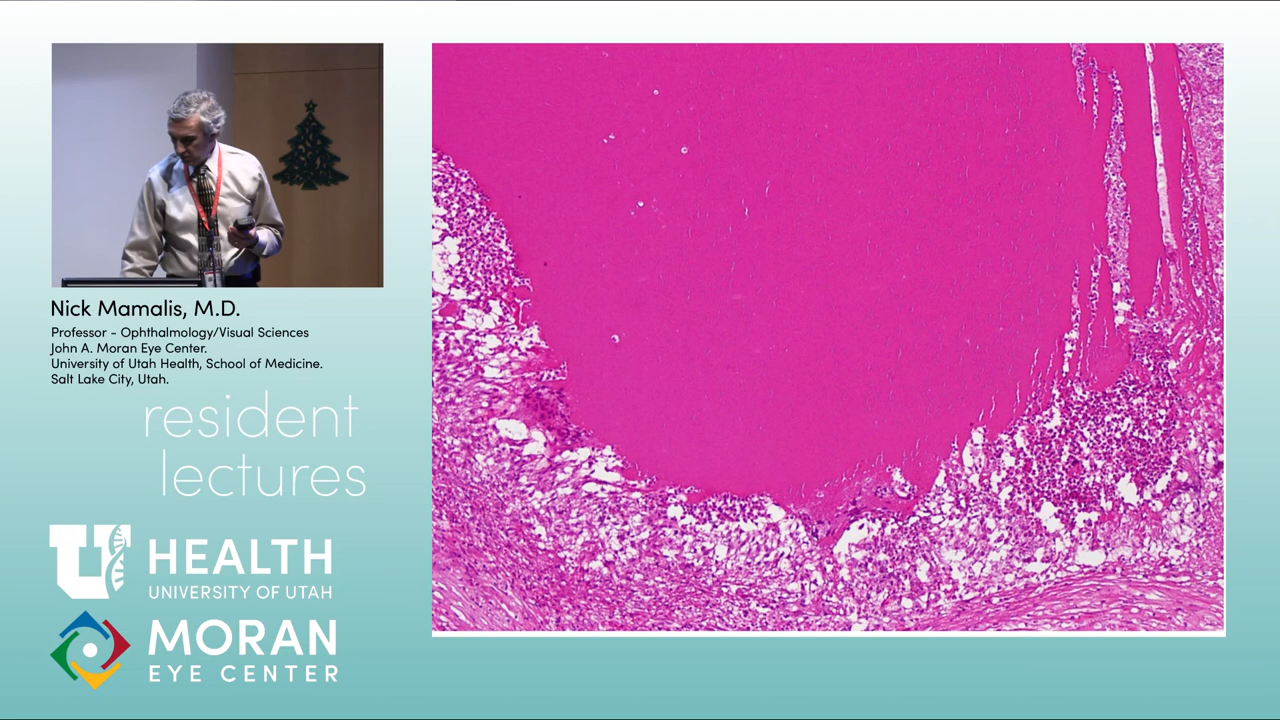 Nick Mamalis, M.D.
Professor - Ophthalmology/Visual Sciences
John A. Moran Eye Center.
University of Utah Health, School of Medicine.
Salt Lake City, Utah.
resident
lectures
U HEALTH
UNIVERSITY OF UTAH
MORAN
EYE CENTER